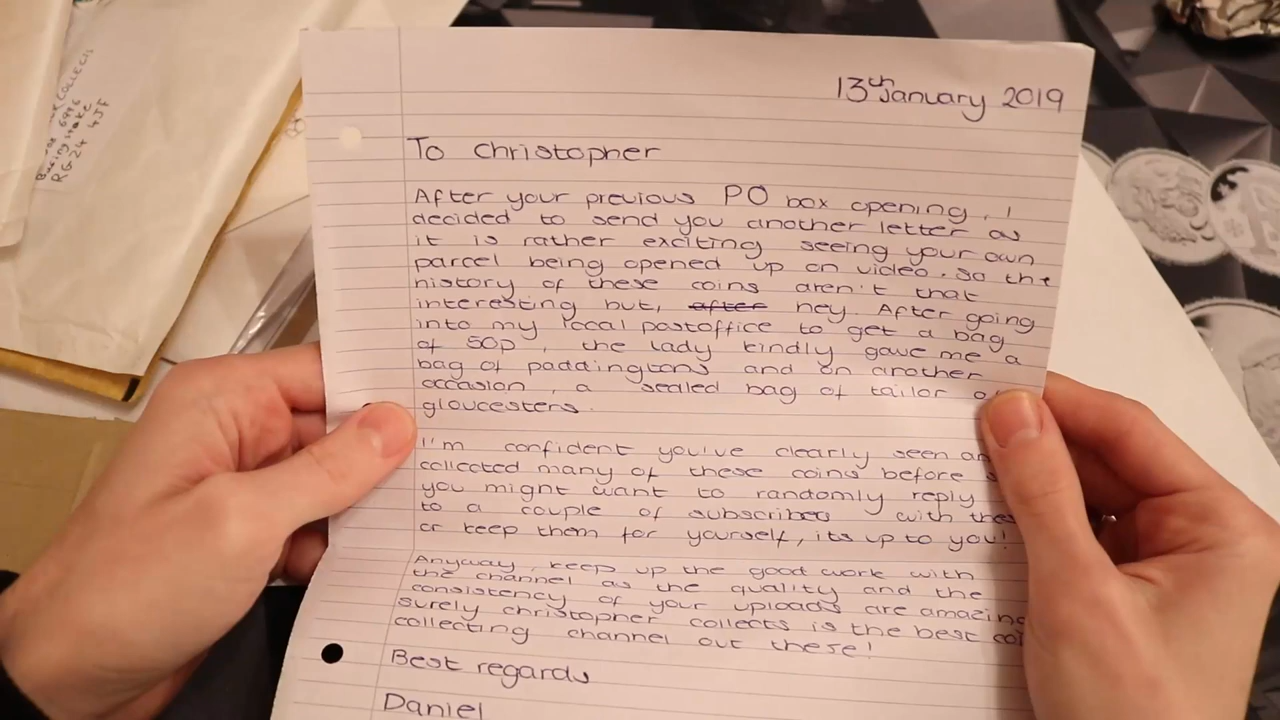 COLLECTS
6996
Basingstoke
RG24 4JF
13th January 2019
To Christopher
After your previous PO box opening, I
decided to send you another letter as
it is rather exciting seeing your own
parcel being opened up on video. So the
history of these coins aren't that
interesting but, after hey. After going
into my local postoffice to get a bag
of 50p, the lady kindly gave me a
bag of paddingtons and on another
occasion, a sealed bag of tailor of
gloucesters.
I'm confident you've clearly seen an
collected many of these coins before
you might want to randomly reply
to a couple of subscribers with the
or keep them for yourself, its up to you!
Anyway, keep up the good work with
the channel as the quality and the
consistency of your uploads are amazing
surely christopher collects is the best
collecting channel out these!
Best regards
Daniel